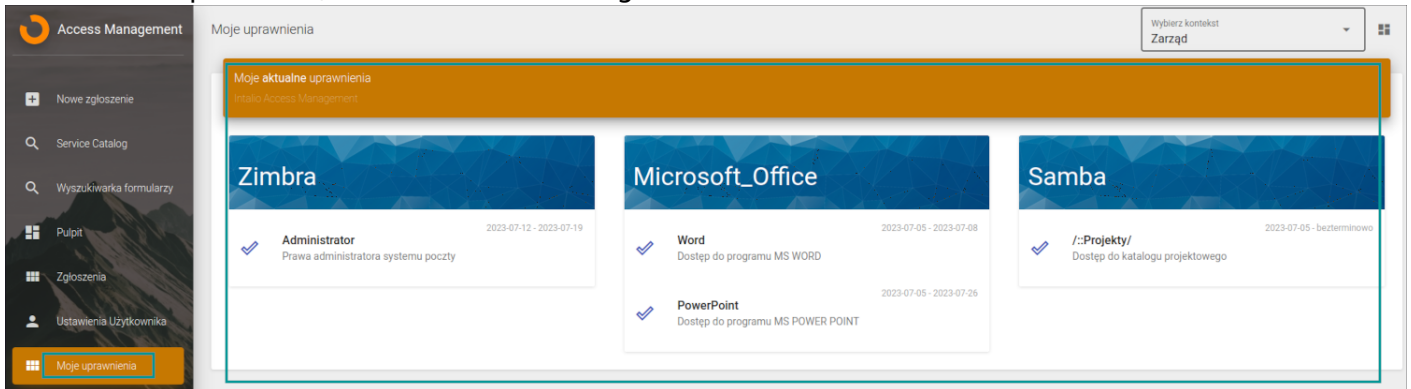 Access Management
Moje uprawnienia
Wybierz kontekst
Zarząd
Moje aktualne uprawnienia
Intalio Access Management
Nowe zgłoszenie
Service Catalog
Wyszukiwarka formularzy
Pulpit
Zgłoszenia
Ustawienia Użytkownika
Moje uprawnienia
Zimbra
2023-07-12 - 2023-07-19
Administrator
Prawa administratora systemu poczty
Microsoft_Office
2023-07-05 - 2023-07-08
Word
Dostęp do programu MS WORD
2023-07-05 - 2023-07-26
PowerPoint
Dostęp do programu MS POWER POINT
Samba
2023-07-05 - bezterminowo
/::Projekty/
Dostęp do katalogu projektowego